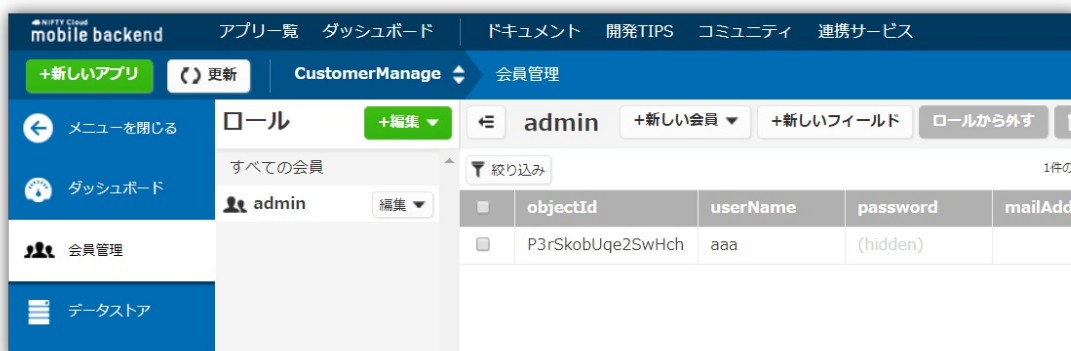 NIFTY Cloud
mobile backend アプリ一覧 ダッシュボード ドキュメント 開発TIPS コミュニティ 連携サービス
+新しいアプリ 更新 CustomerManage 会員管理
メニューを閉じる ロール +編集 admin +新しい会員 +新しいフィールド ロールから外す
すべての会員 絞り込み 1件の
ダッシュボード admin 編集 objectId userName password mailAdd
会員管理 P3rSkobUqe2SwHch aaa (hidden)
データストア